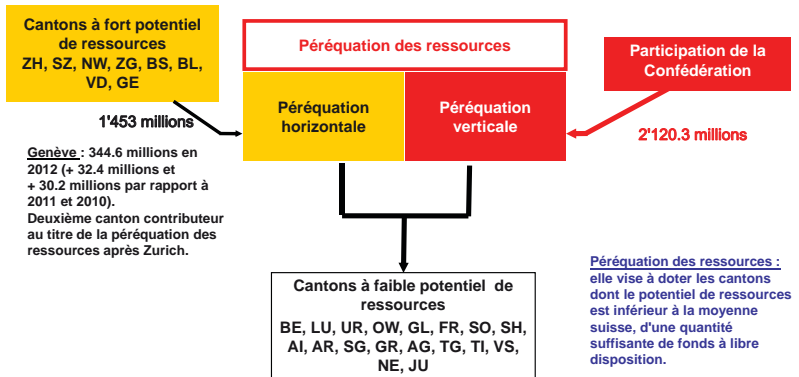 Cantons à fort potentiel
de ressources
ZH, SZ, NW, ZG, BS, BL,
VD, GE
Péréquation des ressources
Participation de la
Confédération
Péréquation
horizontale
Péréquation
verticale
1'453 millions
2'120.3 millions
Genève : 344.6 millions en
2012 (+ 32.4 millions et
+ 30.2 millions par rapport à
2011 et 2010).
Deuxième canton contributeur
au titre de la péréquation des
ressources après Zurich.
Cantons à faible potentiel de
ressources
BE, LU, UR, OW, GL, FR, SO, SH,
AI, AR, SG, GR, AG, TG, TI, VS,
NE, JU
Péréquation des ressources :
elle vise à doter les cantons
dont le potentiel de ressources
est inférieur à la moyenne
suisse, d'une quantité
suffisante de fonds à libre
disposition.